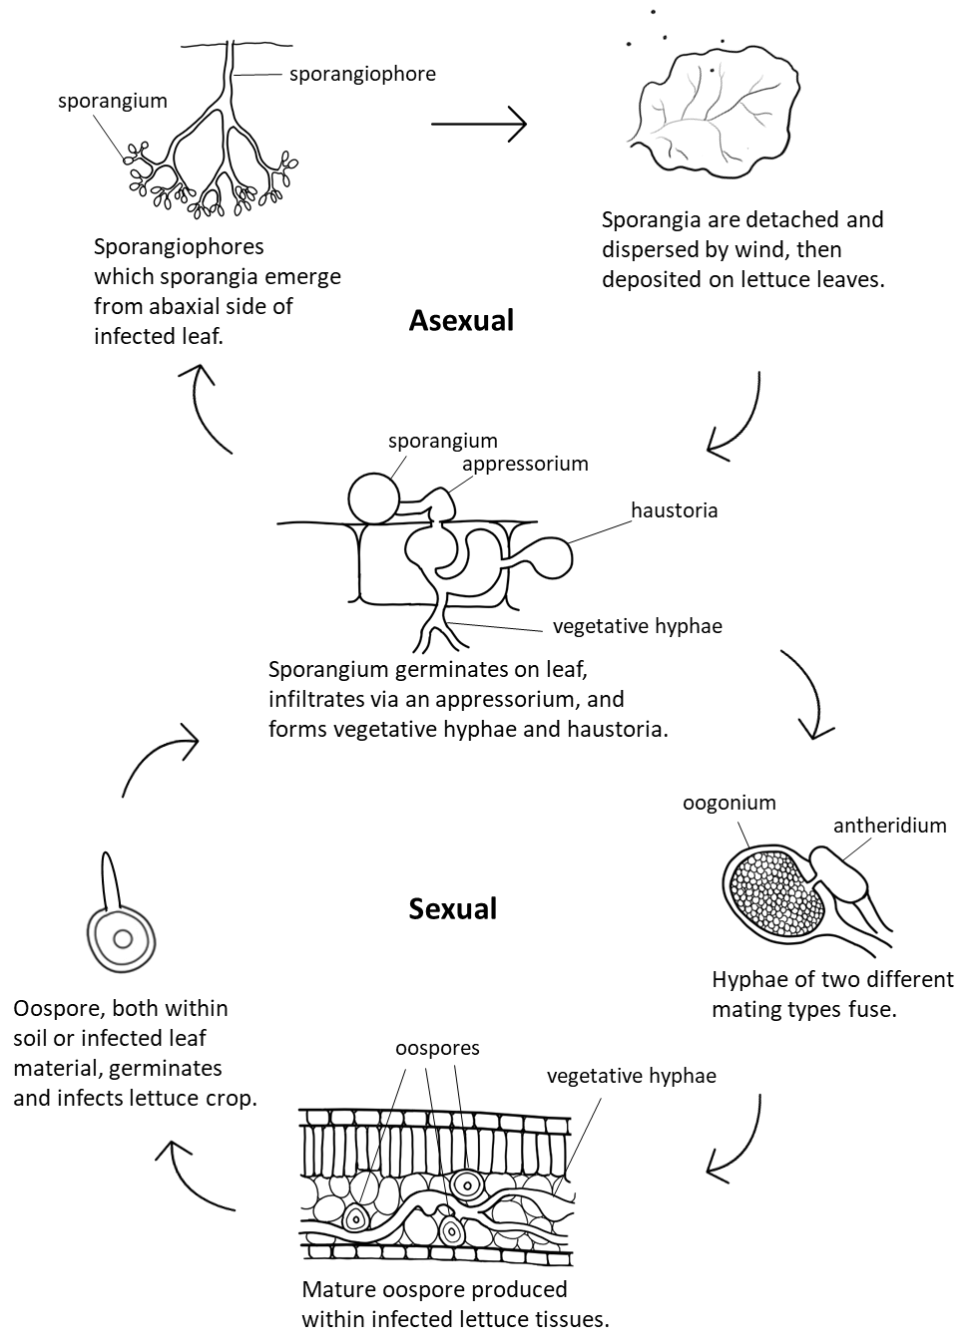 sporangiophore
sporangium
Sporangiophores
which sporangia emerge
from abaxial side of
infected leaf.
Sporangia are detached and
dispersed by wind, then
deposited on lettuce leaves.
Asexual
sporangium
appressorium
haustoria
vegetative hyphae
Sporangium germinates on leaf,
infiltrates via an appressorium, and
forms vegetative hyphae and haustoria.
oogonium
antheridium
Sexual
Hyphae of two different
mating types fuse.
Oospore, both within
soil or infected leaf
material, germinates
and infects lettuce crop.
oospores
vegetative hyphae
Mature oospore produced
within infected lettuce tissues.